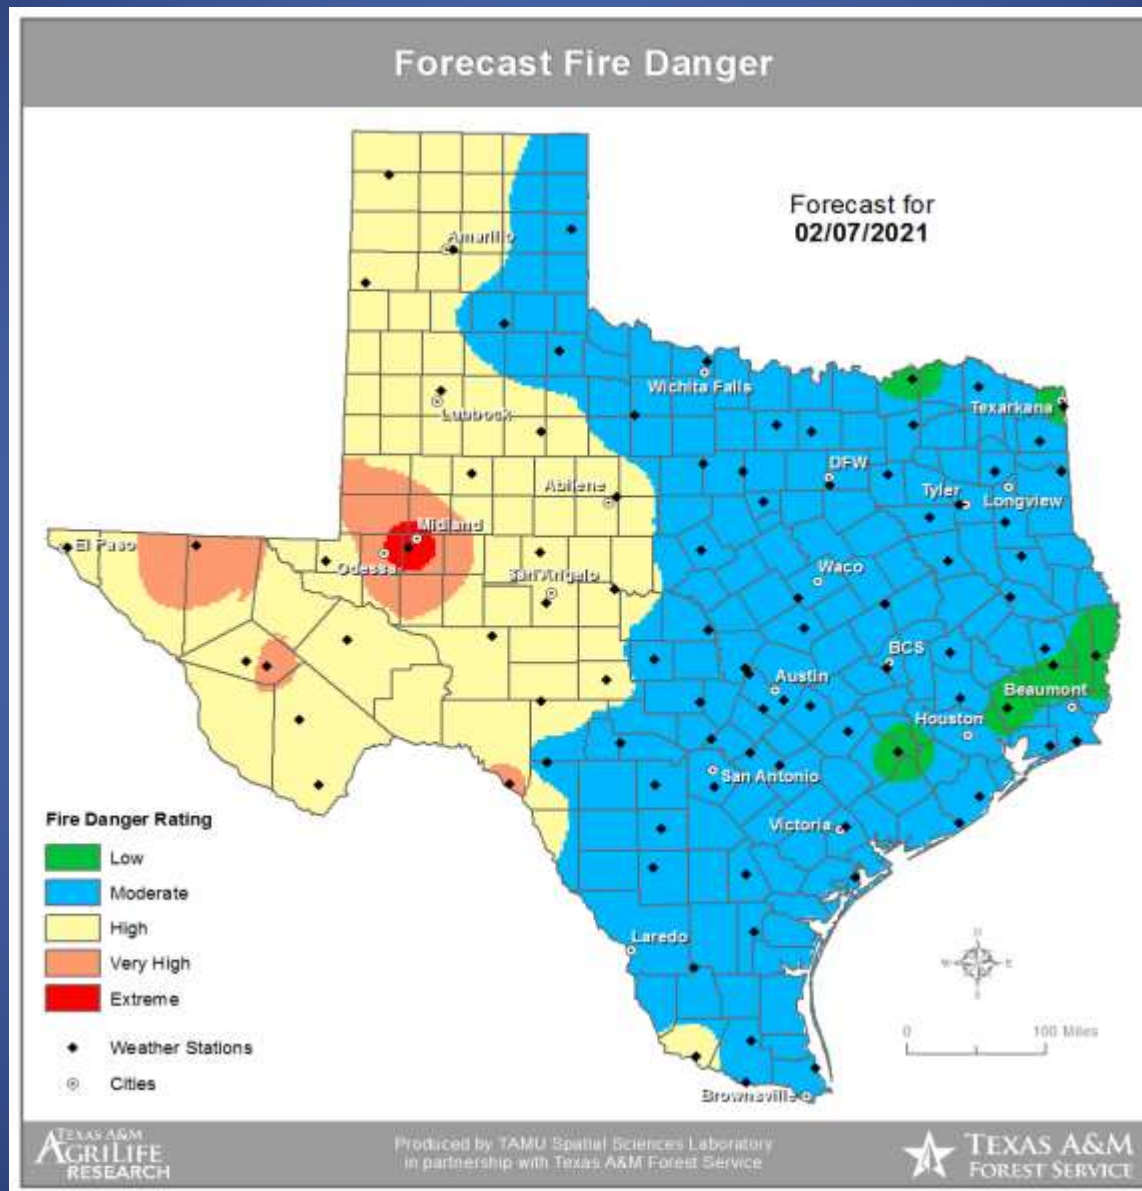 Forecast Fire Danger
Forecast for
02/07/2021
Amarillo
Wichita Falls
Lubbock
Texarkana
DFW
Abilene
Tyler
Longview
Midland
El Paso
Odessa
San Angelo
Waco
BCS
Austin
Beaumont
Houston
San Antonio
Victoria
Laredo
Brownsville
Fire Danger Rating
Low
Moderate
High
Very High
Extreme
Weather Stations
Cities
N
W E
S
0 100 Miles
TEXAS A&M
AGRILIFE
RESEARCH
Produced by TAMU Spatial Sciences Laboratory
in partnership with Texas A&M Forest Service
TEXAS A&M
FOREST SERVICE